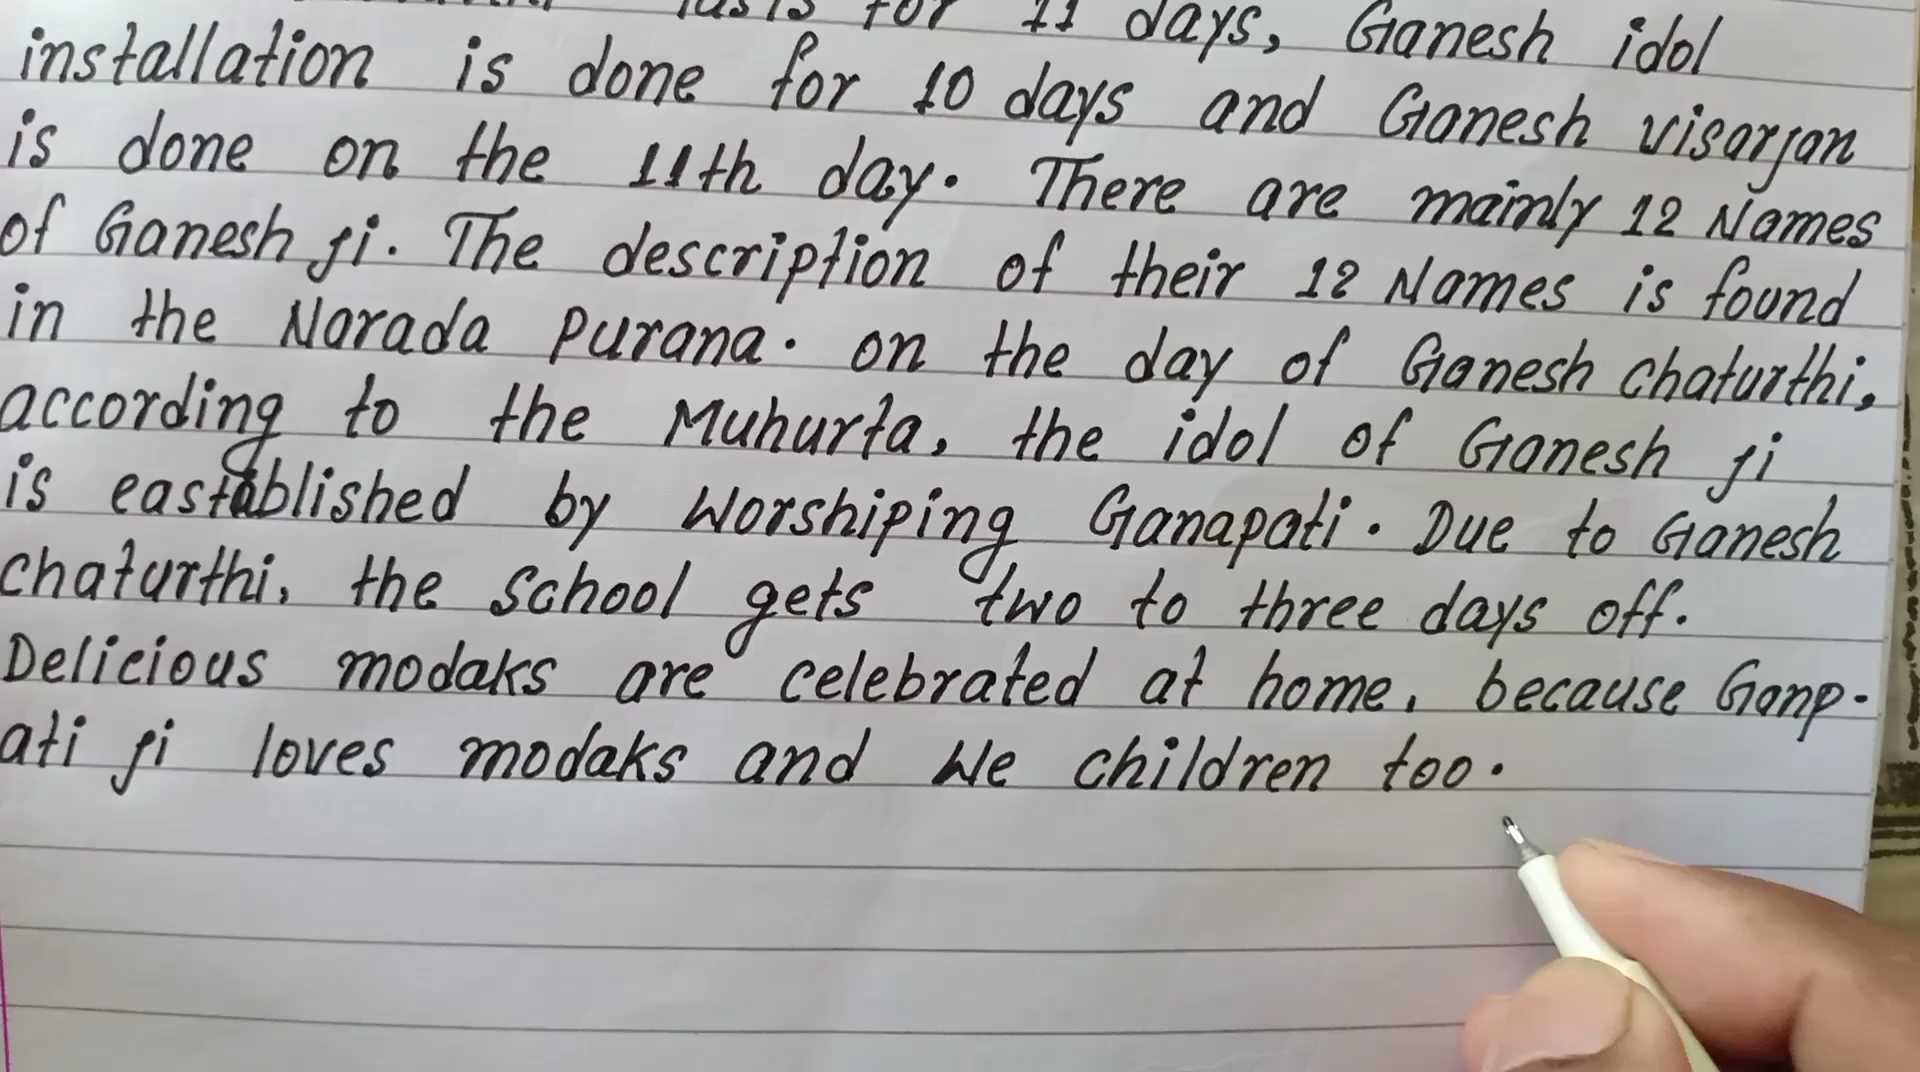 lasts for 11 days, Ganesh idol
installation is done for 10 days and Ganesh visarjan
is done on the 11th day. There are mainly 12 Names
of Ganesh ji. The description of their 12 Names is found
in the Narada Purana. on the day of Ganesh chaturthi,
according to the Muhurta, the idol of Ganesh ji
is eastablished by Worshiping Ganapati. Due to Ganesh
chaturthi, the School gets two to three days off.
Delicious modaks are celebrated at home, because Ganp-
ati ji loves modaks and We children too.